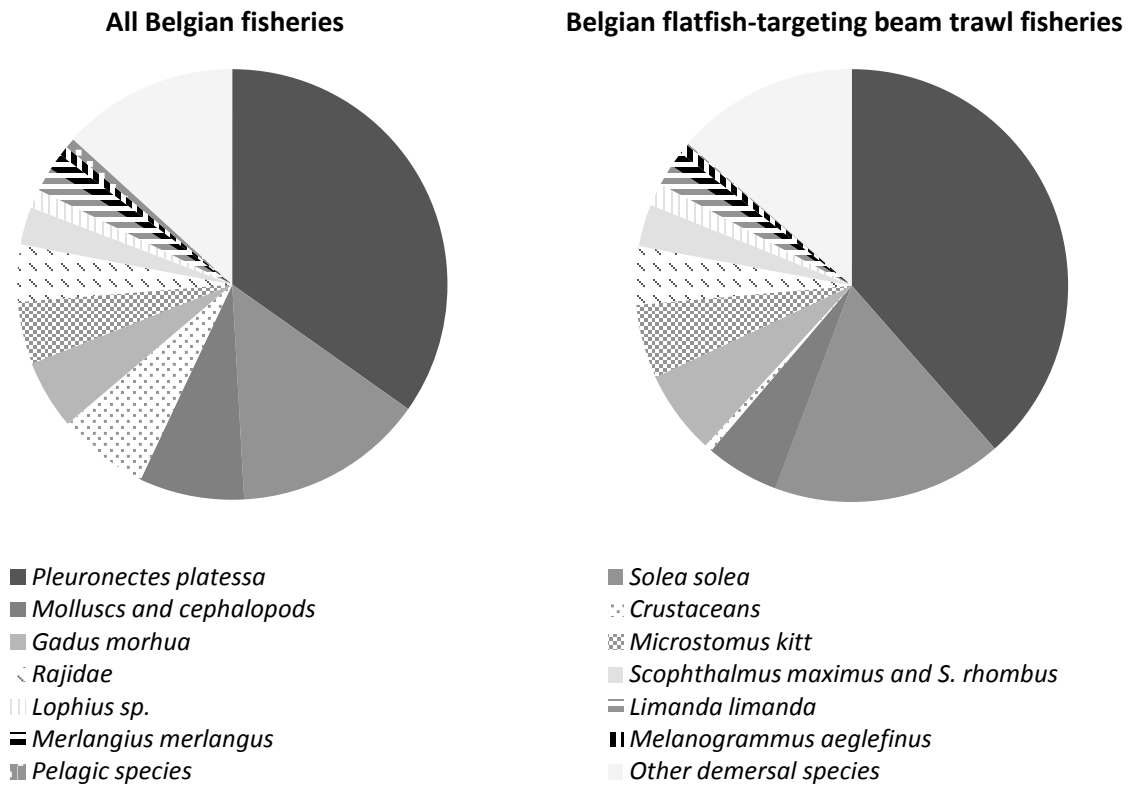 All Belgian fisheries
Belgian flatfish-targeting beam trawl fisheries
Pleuronectes platessa
Solea solea
Molluscs and cephalopods
Crustaceans
Gadus morhua
Microstomus kitt
Rajidae
Scophthalmus maximus and S. rhombus
Lophius sp.
Limanda limanda
Merlangius merlangus
Melanogrammus aeglefinus
Pelagic species
Other demersal species